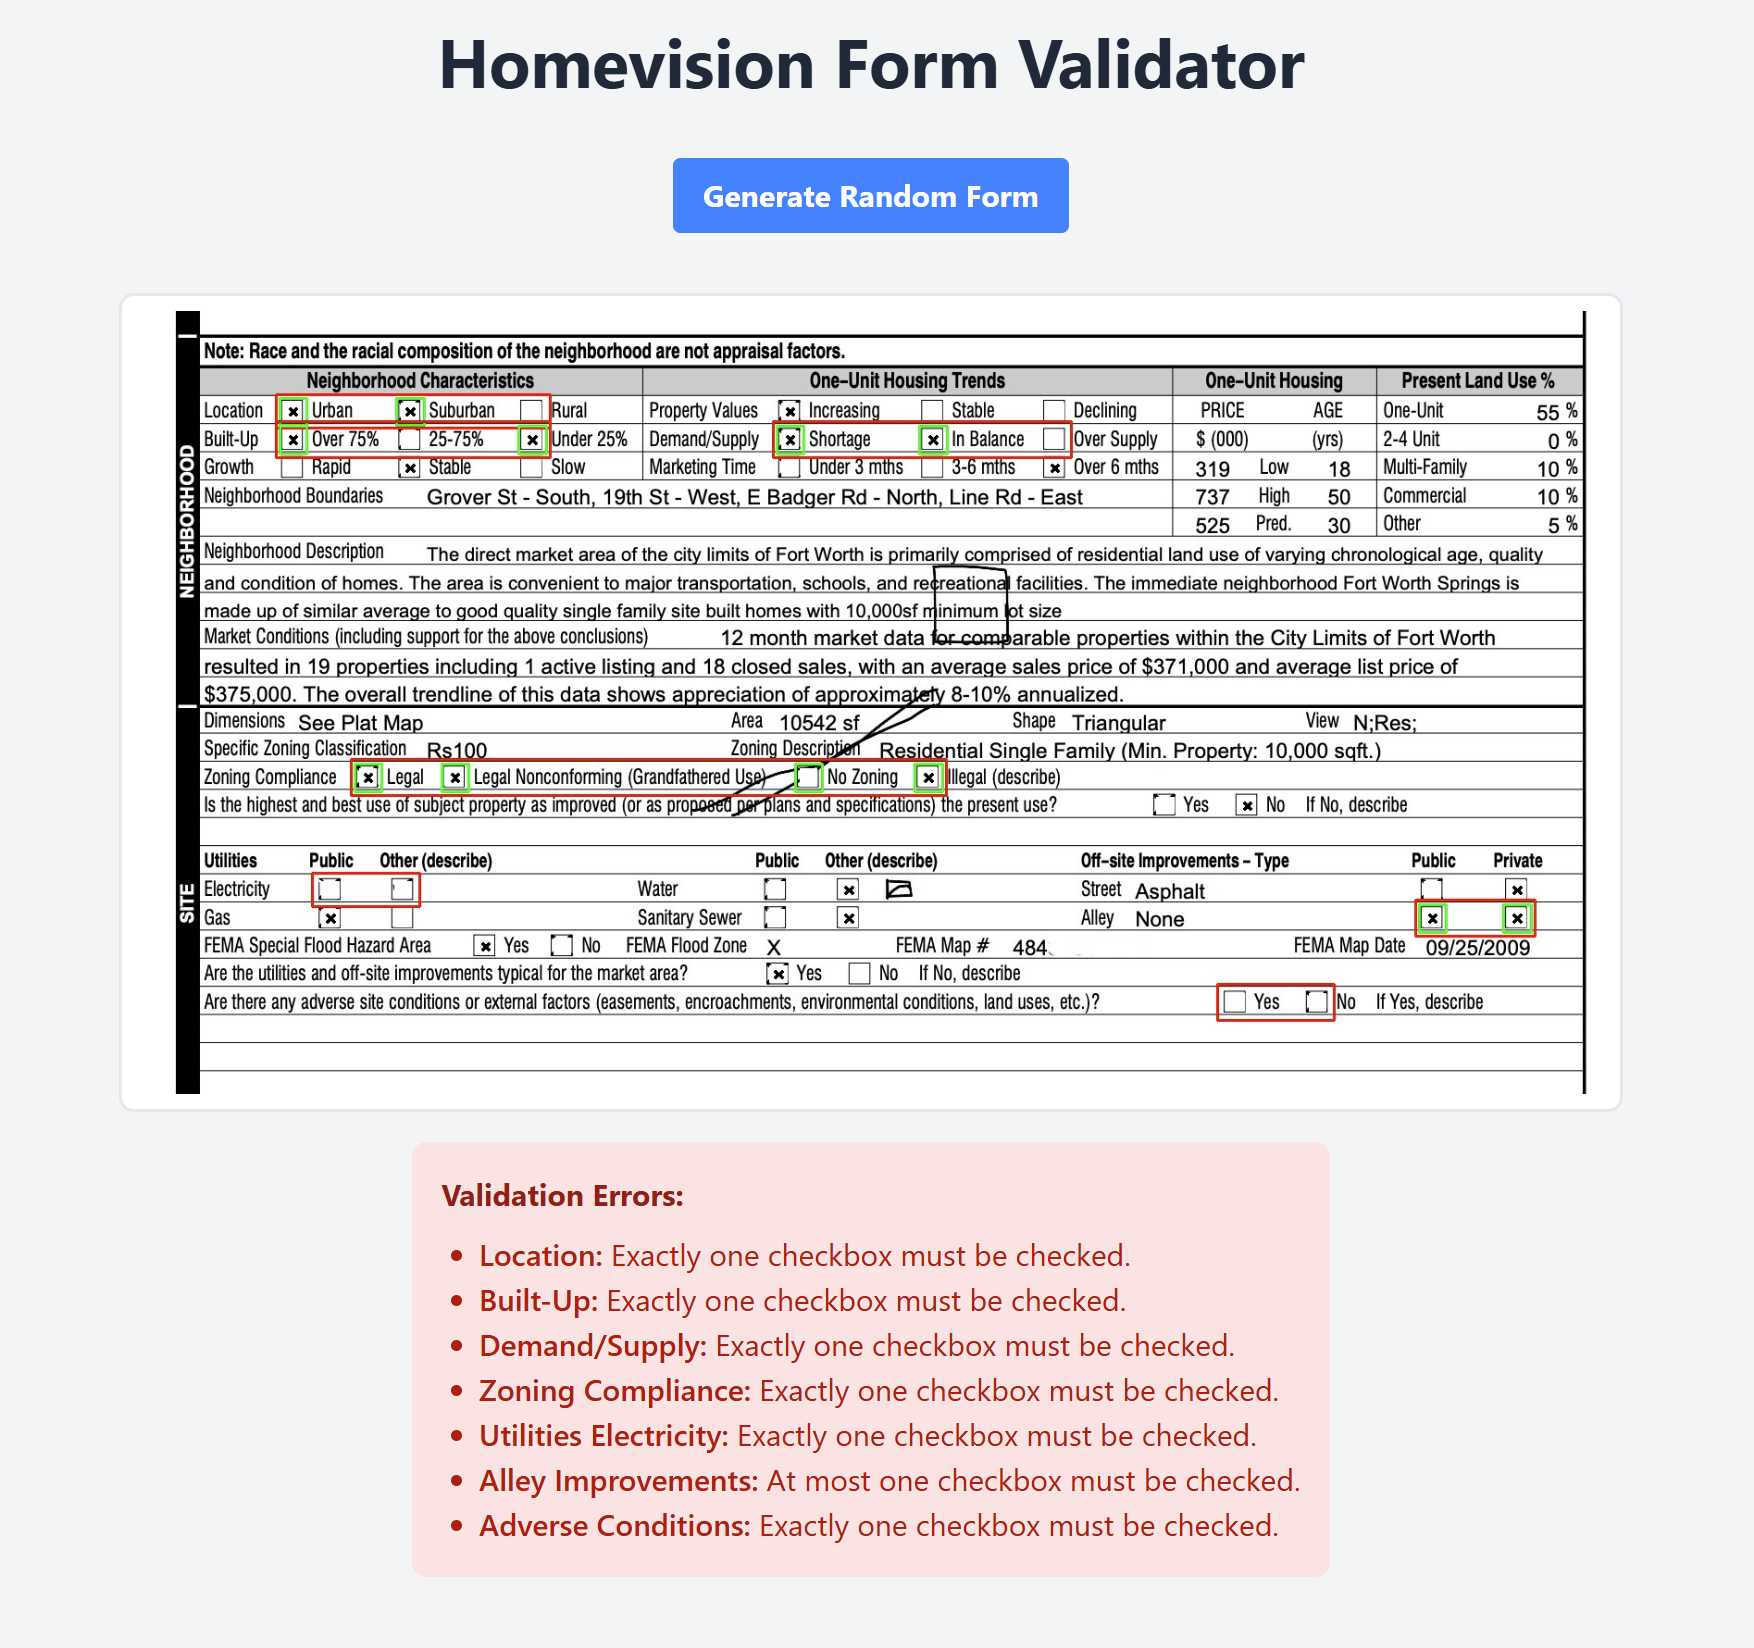 Homevision Form Validator
Generate Random Form
NEIGHBORHOOD
Note: Race and the racial composition of the neighborhood are not appraisal factors.
Neighborhood Characteristics One-Unit Housing Trends One-Unit Housing Present Land Use %
Location Urban Suburban Rural Property Values Increasing Stable Declining PRICE AGE One-Unit 55 %
Built-Up Over 75% 25-75% Under 25% Demand/Supply Shortage In Balance Over Supply $ (000) (yrs) 2-4 Unit 0 %
Growth Rapid Stable Slow Marketing Time Under 3 mths 3-6 mths Over 6 mths 319 Low 18 Multi-Family 10 %
Neighborhood Boundaries Grover St - South, 19th St - West, E Badger Rd - North, Line Rd - East 737 High 50 Commercial 10 %
525 Pred. 30 Other 5 %
Neighborhood Description The direct market area of the city limits of Fort Worth is primarily comprised of residential land use of varying chronological age, quality
and condition of homes. The area is convenient to major transportation, schools, and recreational facilities. The immediate neighborhood Fort Worth Springs is
made up of similar average to good quality single family site built homes with 10,000sf minimum lot size
Market Conditions (including support for the above conclusions) 12 month market data for comparable properties within the City Limits of Fort Worth
resulted in 19 properties including 1 active listing and 18 closed sales, with an average sales price of $371,000 and average list price of
$375,000. The overall trendline of this data shows appreciation of approximately 8-10% annualized.
SITE
Dimensions See Plat Map Area 10542 sf Shape Triangular View N;Res;
Specific Zoning Classification Rs100 Zoning Description Residential Single Family (Min. Property: 10,000 sqft.)
Zoning Compliance Legal Legal Nonconforming (Grandfathered Use) No Zoning Illegal (describe)
Is the highest and best use of subject property as improved (or as proposed per plans and specifications) the present use? Yes No If No, describe
Utilities Public Other (describe) Public Other (describe) Off-site Improvements - Type Public Private
Electricity Water Street Asphalt
Gas Sanitary Sewer Alley None
FEMA Special Flood Hazard Area Yes No FEMA Flood Zone X FEMA Map # 484 FEMA Map Date 09/25/2009
Are the utilities and off-site improvements typical for the market area? Yes No If No, describe
Are there any adverse site conditions or external factors (easements, encroachments, environmental conditions, land uses, etc.)? Yes No If Yes, describe
Validation Errors:
Location: Exactly one checkbox must be checked.
Built-Up: Exactly one checkbox must be checked.
Demand/Supply: Exactly one checkbox must be checked.
Zoning Compliance: Exactly one checkbox must be checked.
Utilities Electricity: Exactly one checkbox must be checked.
Alley Improvements: At most one checkbox must be checked.
Adverse Conditions: Exactly one checkbox must be checked.